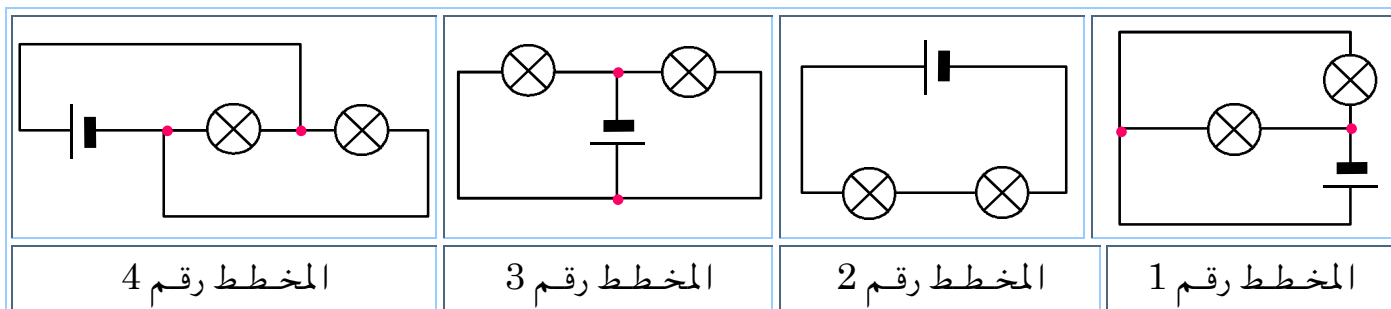 المخطط رقم 1
المخطط رقم 2
المخطط رقم 3
المخطط رقم 4